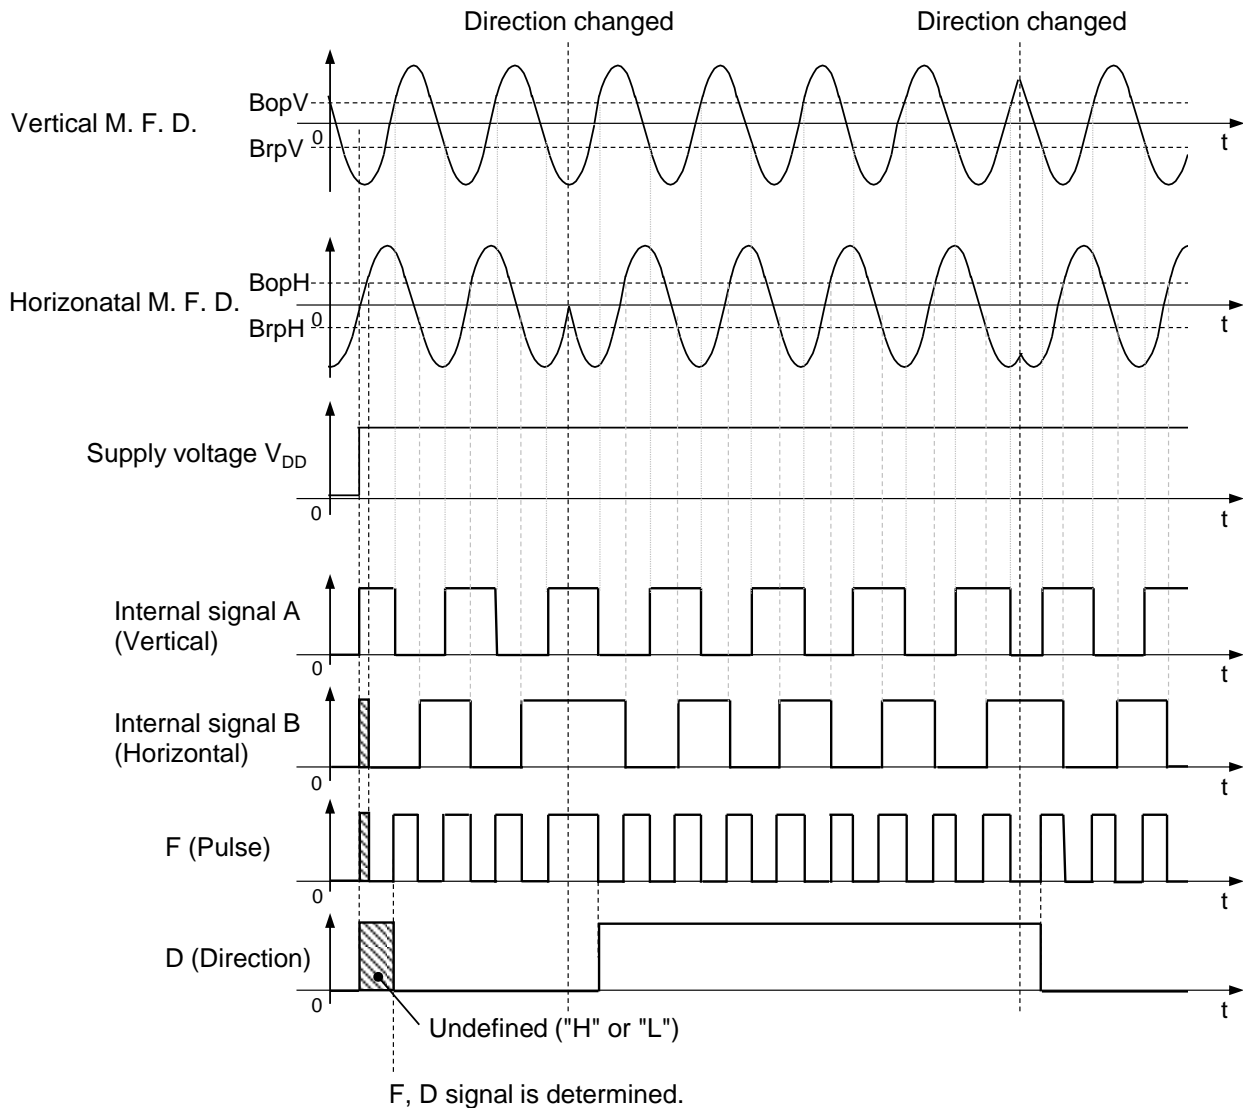 Direction changed
Direction changed
Vertical M. F. D.
BopV
0
BrpV
t
Horizonatal M. F. D.
BopH
0
BrpH
t
Supply voltage VDD
0
t
Internal signal A
(Vertical)
0
t
Internal signal B
(Horizontal)
0
t
F (Pulse)
0
t
D (Direction)
0
t
Undefined ("H" or "L")
F, D signal is determined.